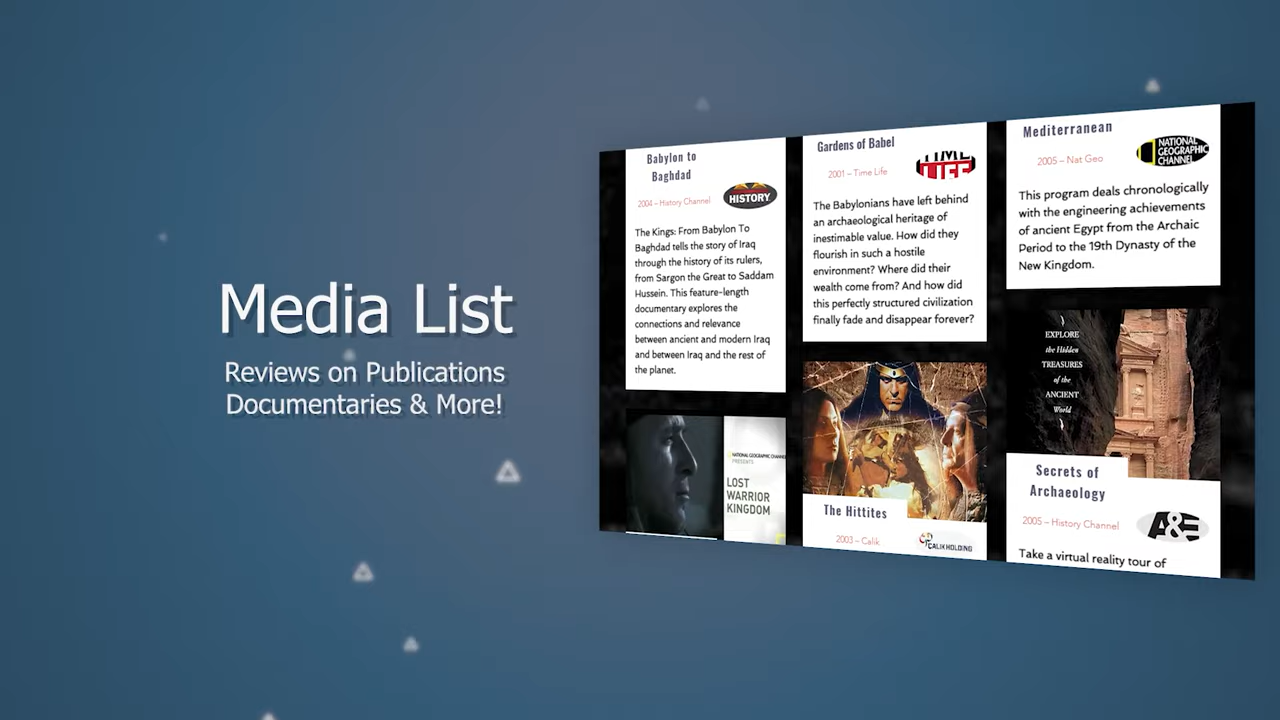 Media List
Reviews on Publications
Documentaries & More!
Babylon to
Baghdad
2004 – History Channel
HISTORY
The Kings: From Babylon To
Baghdad tells the story of Iraq
through the history of its rulers,
from Sargon the Great to Saddam
Hussein. This feature-length
documentary explores the
connections and relevance
between ancient and modern Iraq
and between Iraq and the rest of
the planet.
NATIONAL GEOGRAPHIC CHANNEL
PRESENTS
LOST
WARRIOR
KINGDOM
Gardens of Babel
2001 – Time Life
TIME
LIFE
The Babylonians have left behind
an archaeological heritage of
inestimable value. How did they
flourish in such a hostile
environment? Where did their
wealth come from? And how did
this perfectly structured civilization
finally fade and disappear forever?
The Hittites
2003 – Calik
CALIK HOLDING
Mediterranean
2005 – Nat Geo
NATIONAL
GEOGRAPHIC
CHANNEL
This program deals chronologically
with the engineering achievements
of ancient Egypt from the Archaic
Period to the 19th Dynasty of the
New Kingdom.
EXPLORE
the Hidden
TREASURES
of the
ANCIENT
World
Secrets of
Archaeology
2005 – History Channel
A&E
Take a virtual reality tour of